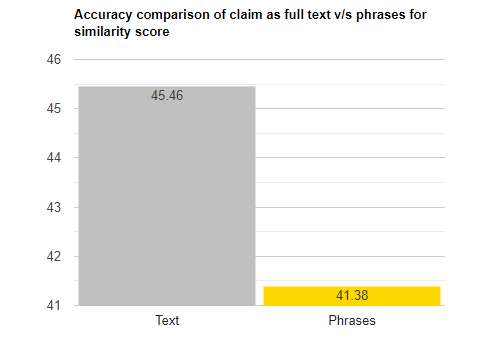 Accuracy comparison of claim as full text v/s phrases for
similarity score
46
45
44
43
42
41
45.46
41.38
Text
Phrases